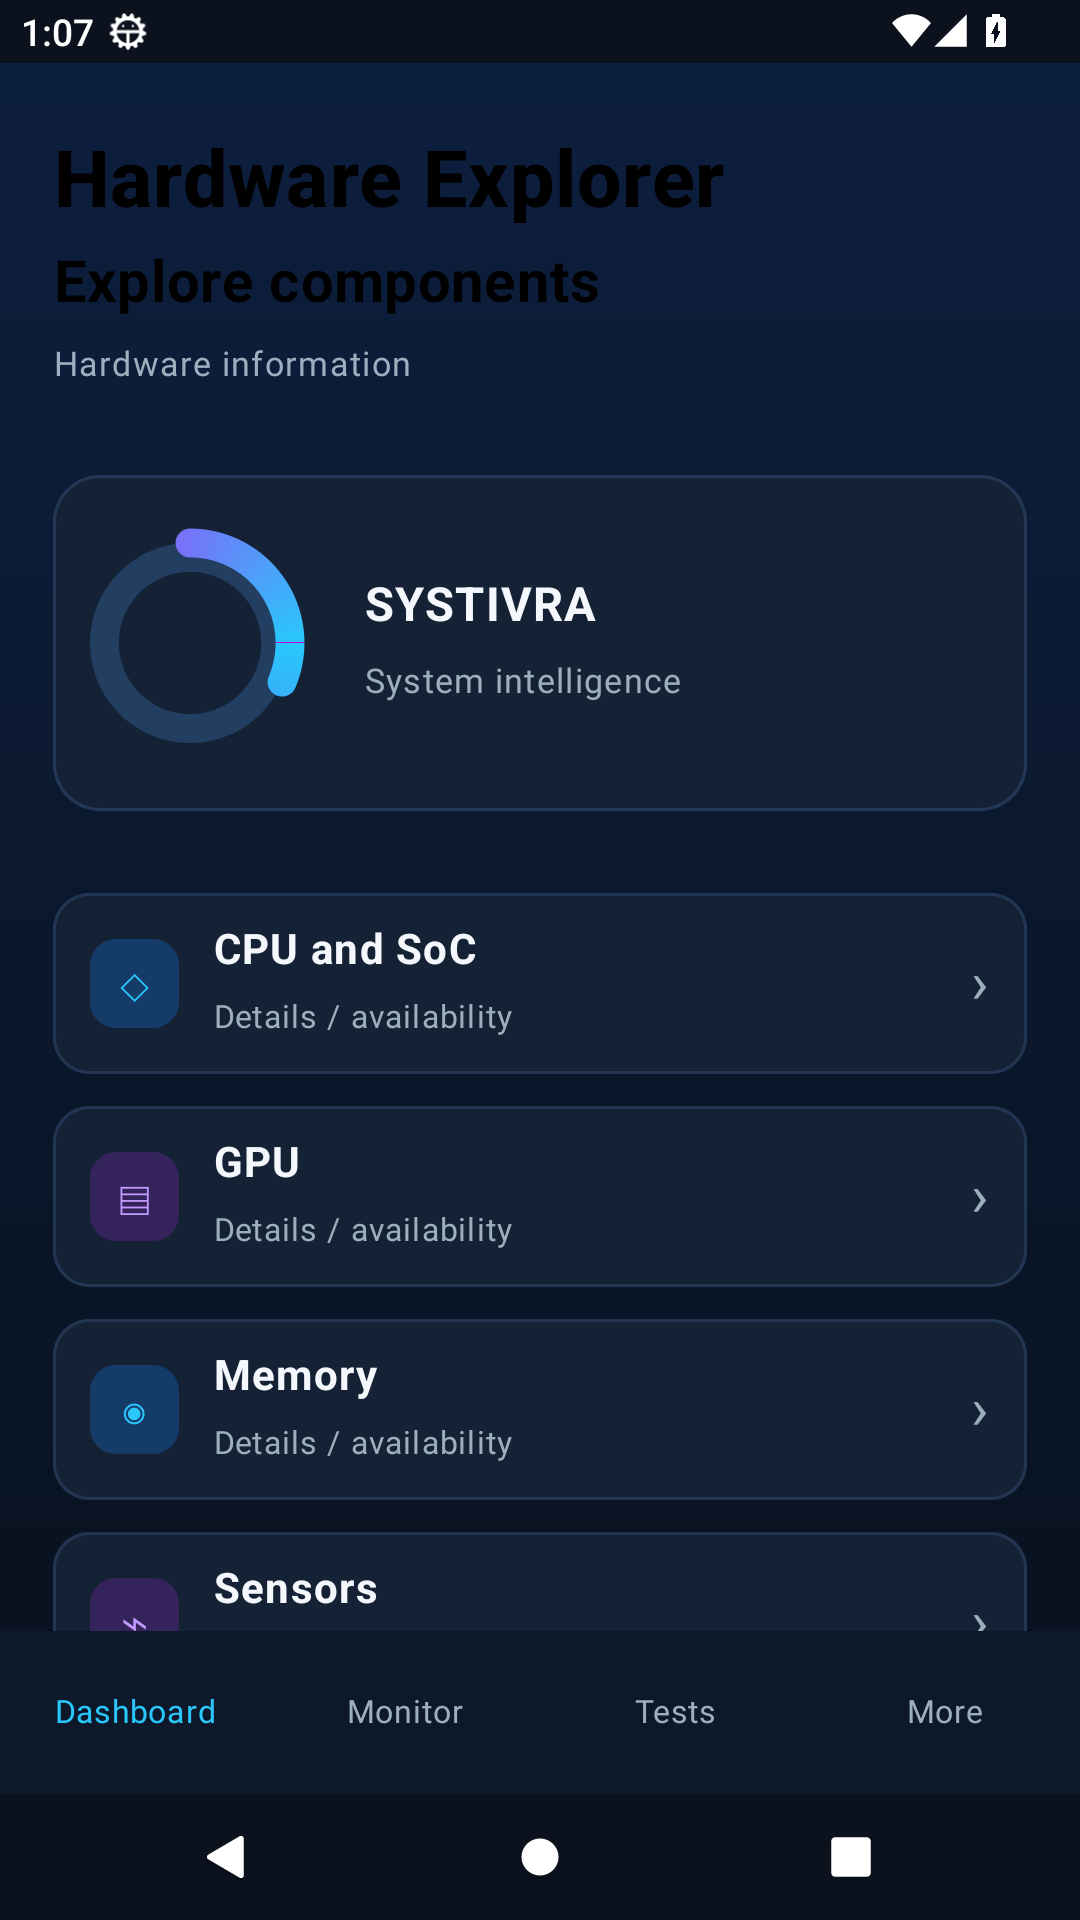 1:07
Hardware Explorer
Explore components
Hardware information
SYSTIVRA
System intelligence
CPU and SoC
Details / availability
GPU
Details / availability
Memory
Details / availability
Sensors
Dashboard
Monitor
Tests
More